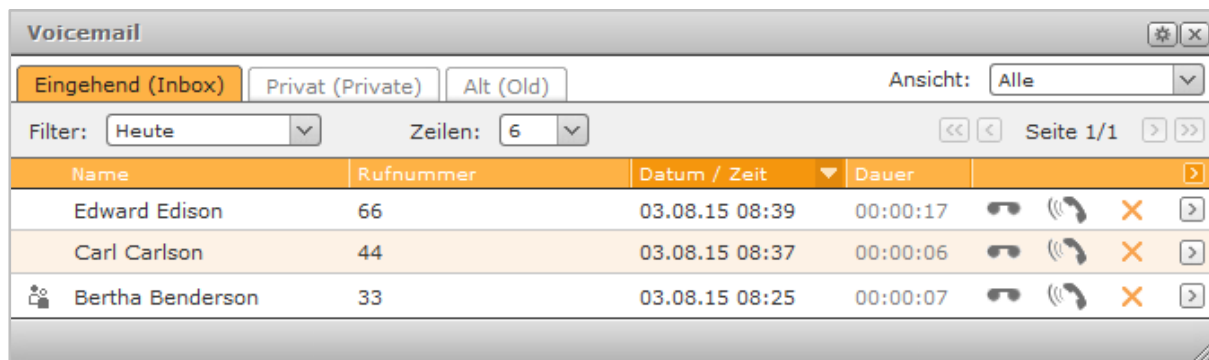 Voicemail
Eingehend (Inbox) Privat (Private) Alt (Old) Ansicht: Alle
Filter: Heute Zeilen: 6 Seite 1/1
Name Rufnummer Datum / Zeit Dauer
Edward Edison 66 03.08.15 08:39 00:00:17
Carl Carlson 44 03.08.15 08:37 00:00:06
Bertha Benderson 33 03.08.15 08:25 00:00:07